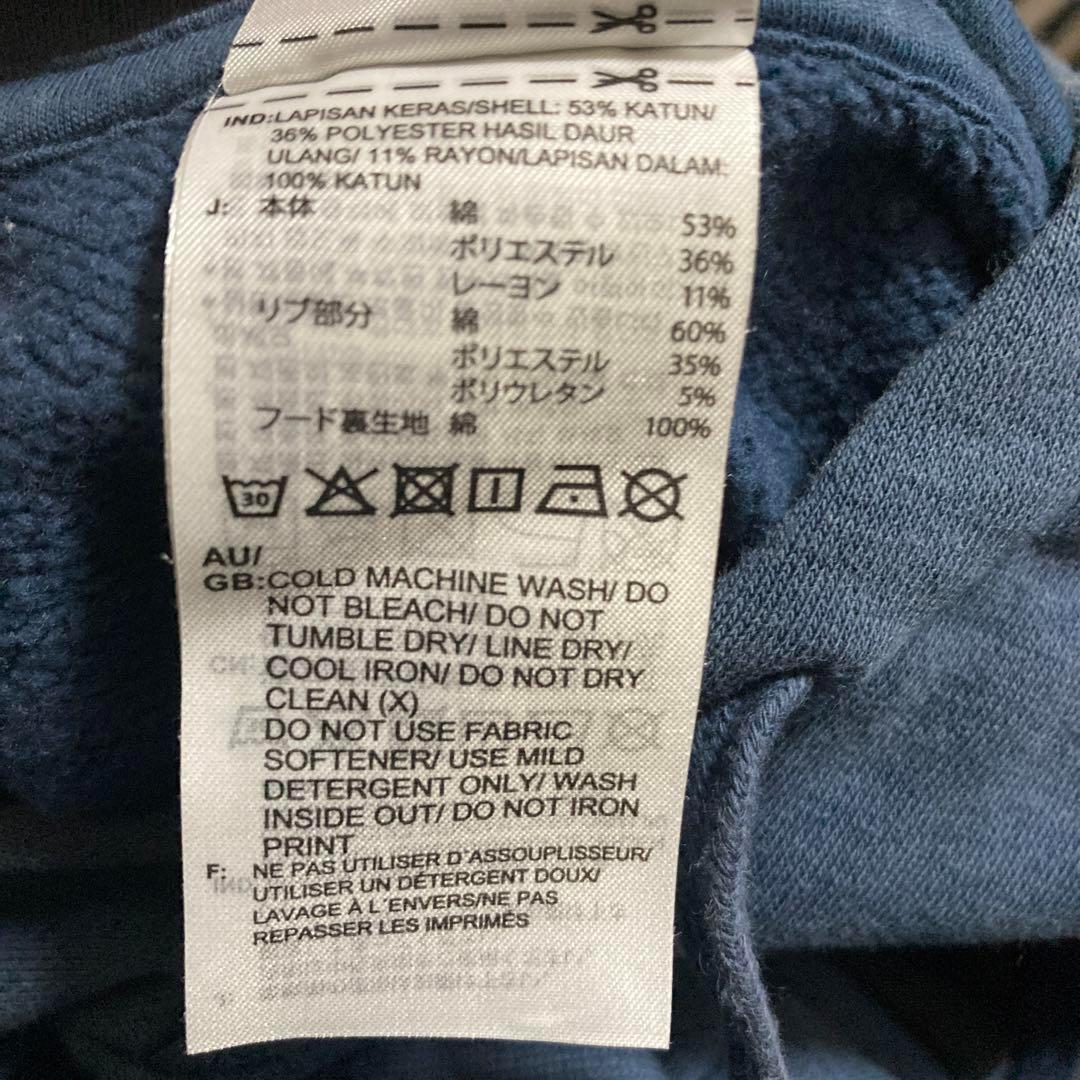 IND:LAPISAN KERAS/SHELL: 53% KATUN/
36% POLYESTER HASIL DAUR
ULANG/ 11% RAYON/LAPISAN DALAM:
100% KATUN
J: 本体 綿 53%
ポリエステル 36%
レーヨン 11%
リブ部分 綿 60%
ポリエステル 35%
ポリウレタン 5%
フード裏生地 綿 100%
30
AU/
GB:COLD MACHINE WASH/ DO
NOT BLEACH/ DO NOT
TUMBLE DRY/ LINE DRY/
COOL IRON/ DO NOT DRY
CLEAN (X)
DO NOT USE FABRIC
SOFTENER/ USE MILD
DETERGENT ONLY/ WASH
INSIDE OUT/ DO NOT IRON
PRINT
F: NE PAS UTILISER D'ASSOUPLISSEUR/
UTILISER UN DÉTERGENT DOUX/
LAVAGE À L'ENVERS/NE PAS
REPASSER LES IMPRIMÉS